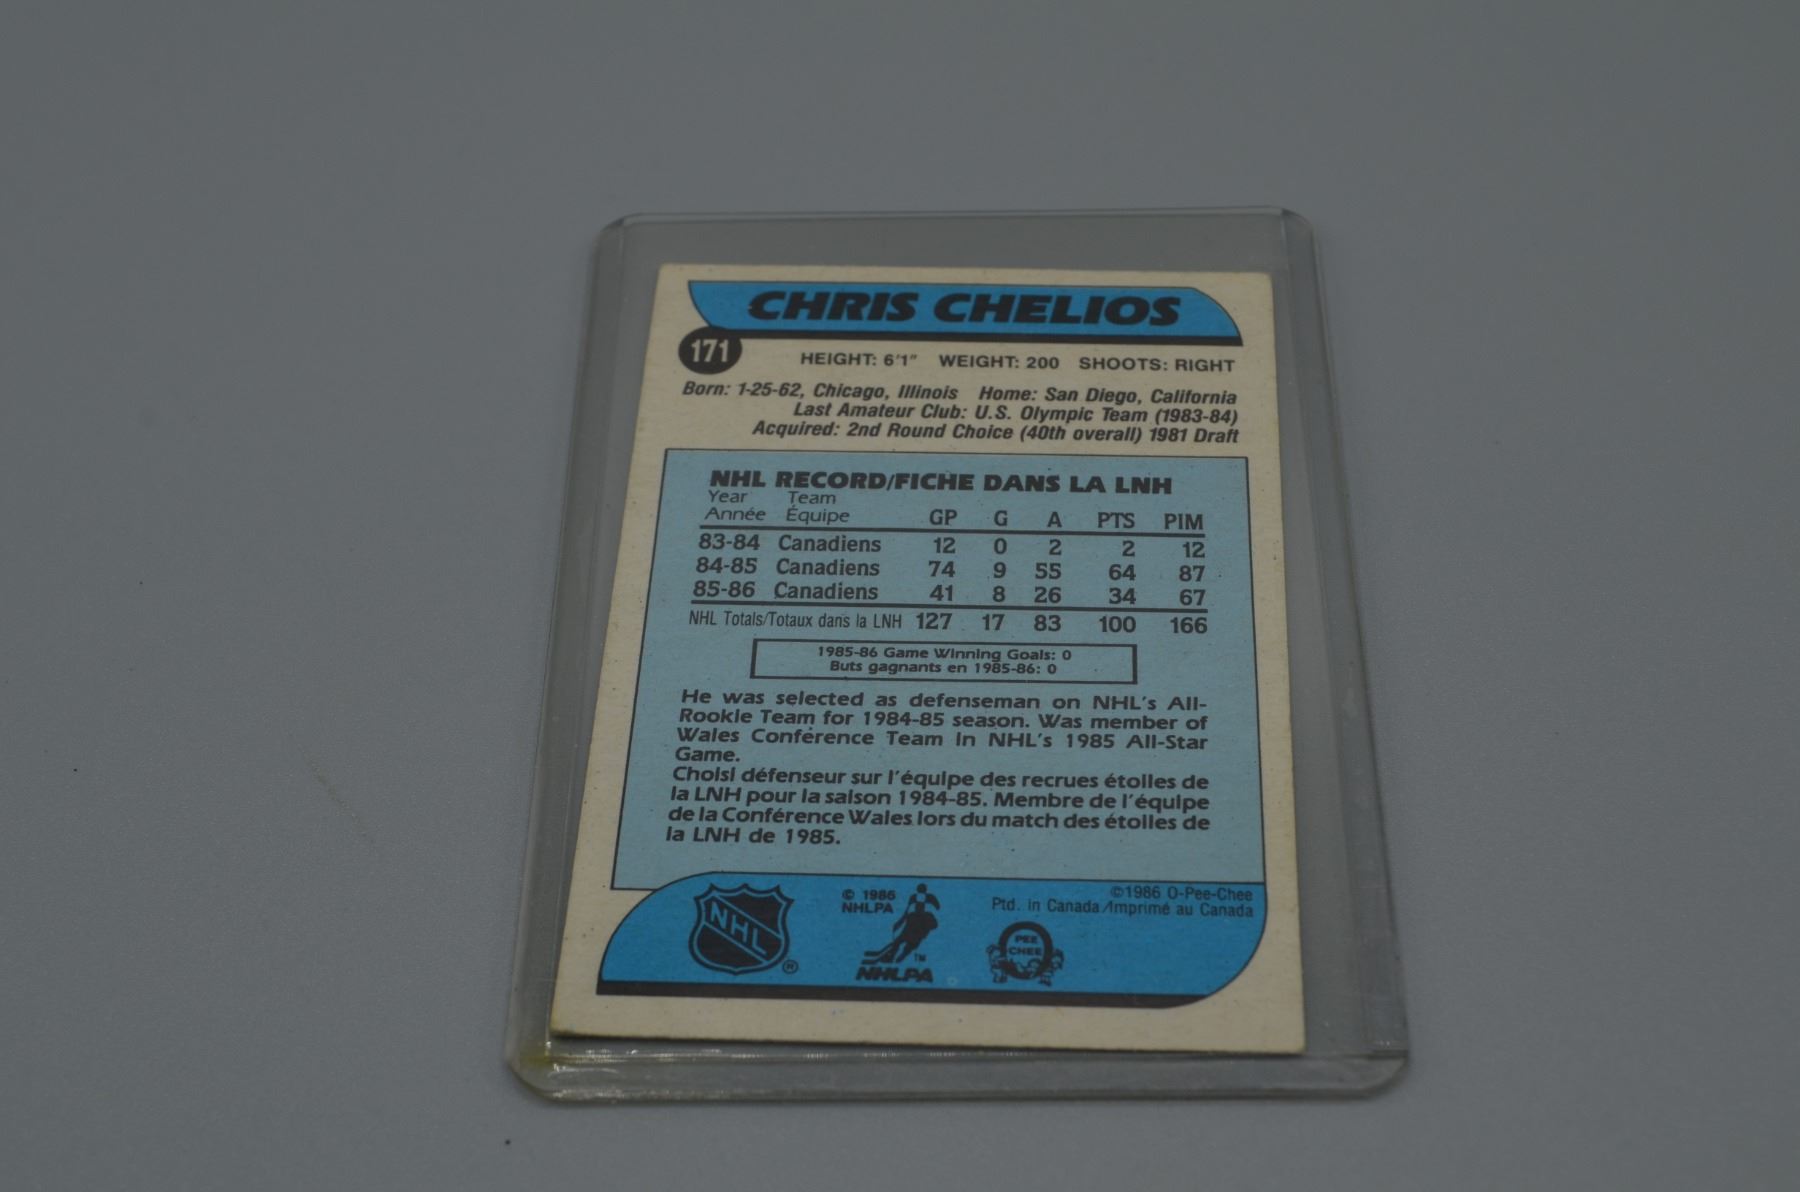 CHRIS CHELIOS
171
HEIGHT: 6'1" WEIGHT: 200 SHOOTS: RIGHT
Born: 1-25-62, Chicago, Illinois Home: San Diego, California
Last Amateur Club: U.S. Olympic Team (1983-84)
Acquired: 2nd Round Choice (40th overall) 1981 Draft
NHL RECORD/FICHE DANS LA LNH
Year Team
Année Équipe GP G A PTS PIM
83-84 Canadiens 12 0 2 2 12
84-85 Canadiens 74 9 55 64 87
85-86 Canadiens 41 8 26 34 67
NHL Totals/Totaux dans la LNH 127 17 83 100 166
1985-86 Game Winning Goals: 0
Buts gagnants en 1985-86: 0
He was selected as defenseman on NHL's All-
Rookie Team for 1984-85 season. Was member of
Wales Conference Team in NHL's 1985 All-Star
Game.
Choisi défenseur sur l'équipe des recrues étoiles de
la LNH pour la saison 1984-85. Membre de l'équipe
de la Conférence Wales lors du match des étoiles de
la LNH de 1985.
NHL ®
© 1986
NHLPA
TM
NHLPA
PEE
CHEE
©1986 O-Pee-Chee
Ptd. in Canada/Imprimé au Canada